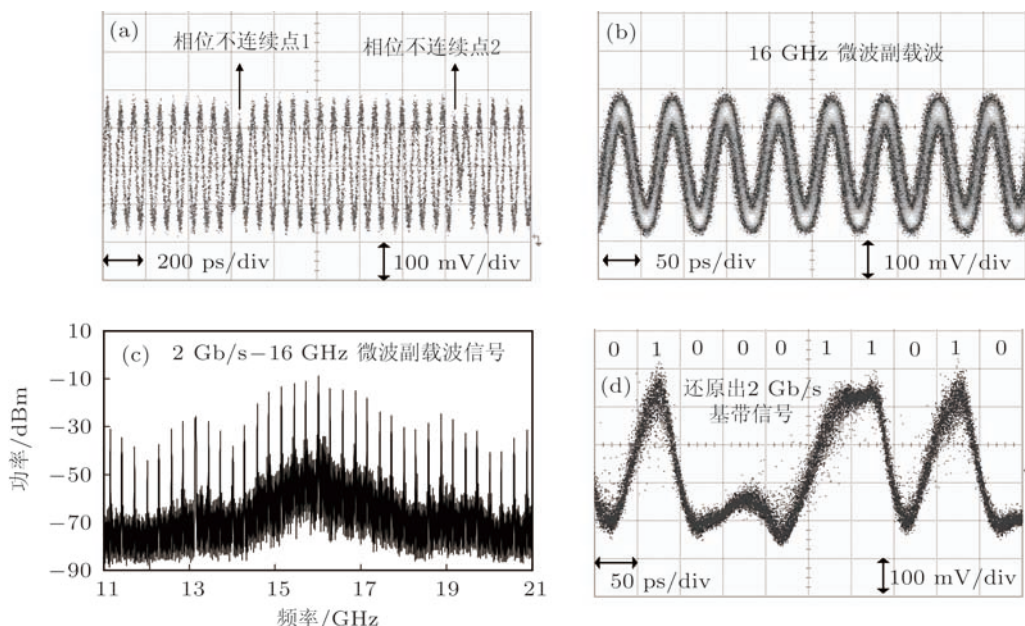 (a)
相位不连续点1
相位不连续点2
200 ps/div
100 mV/div
(b)
16 GHz 微波副载波
50 ps/div
100 mV/div
10
−10
−30
−50
−70
−90
功率/dBm
(c)
2 Gb/s−16 GHz 微波副载波信号
11 13 15 17 19 21
频率/GHz
0 1 0 0 0 1 1 0 1 0
(d)
还原出2 Gb/s
基带信号
50 ps/div
100 mV/div